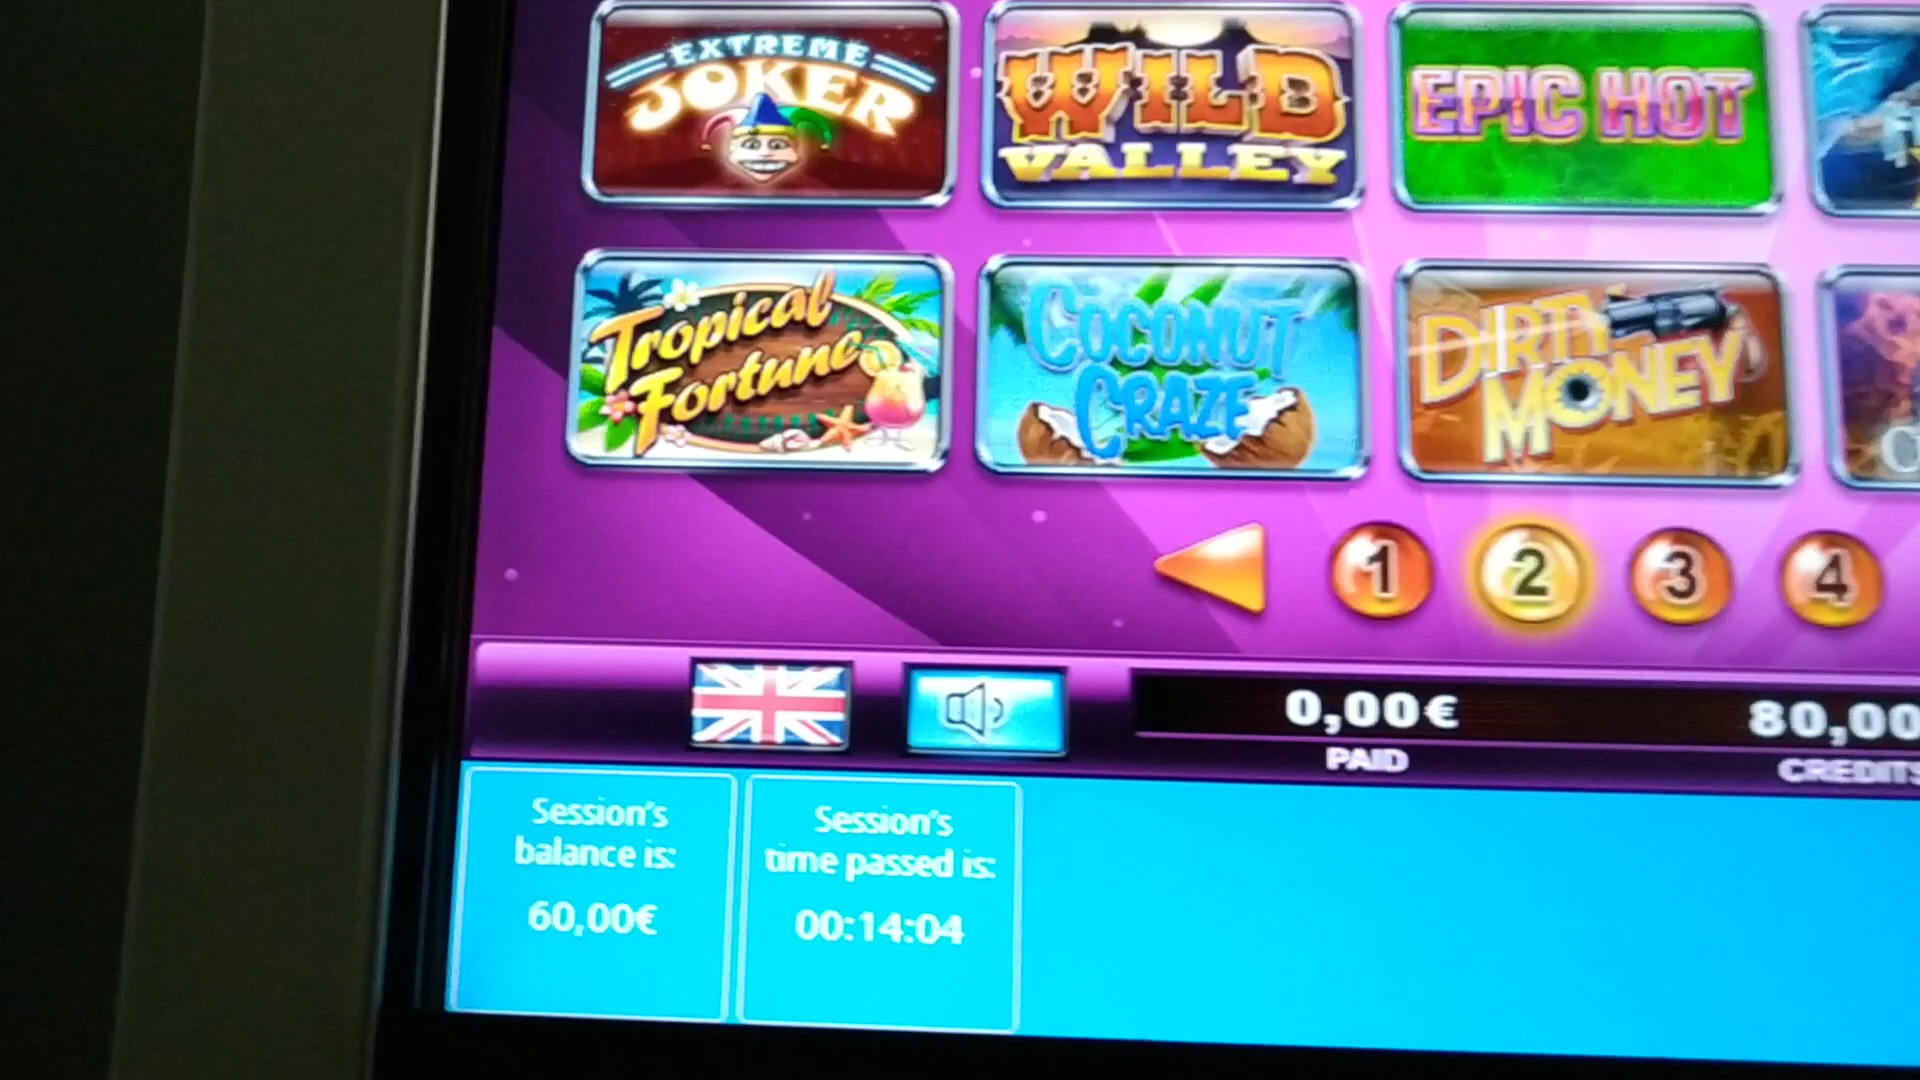 EXTREME
JOKER
WILD
VALLEY
EPIC HOT
Tropical
Fortune
COCONUT
CRAZE
DIRTY
MONEY
1 2 3 4
0,00€ 80,00
PAID CREDITS
Session's
balance is:
60,00€
Session's
time passed is:
00:14:04